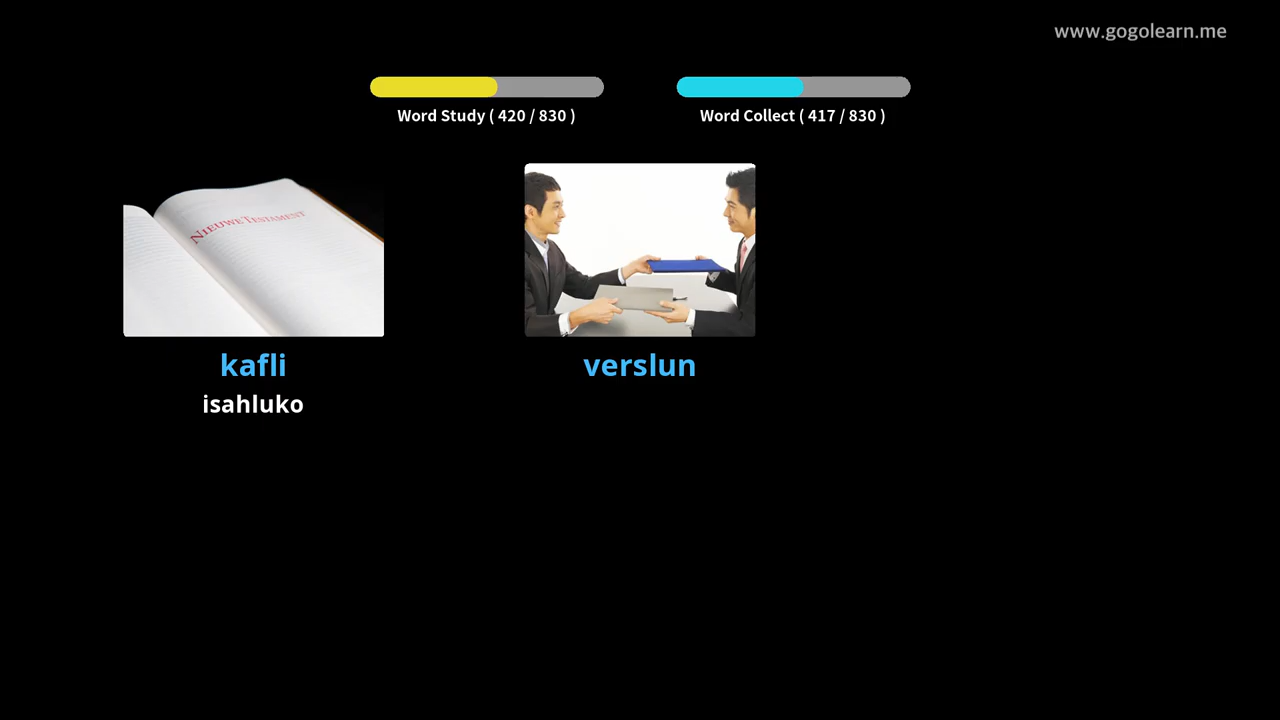 www.gogolearn.me
Word Study ( 420 / 830 )
Word Collect ( 417 / 830 )
NIEUWE TESTAMENT
kafli
verslun
isahluko